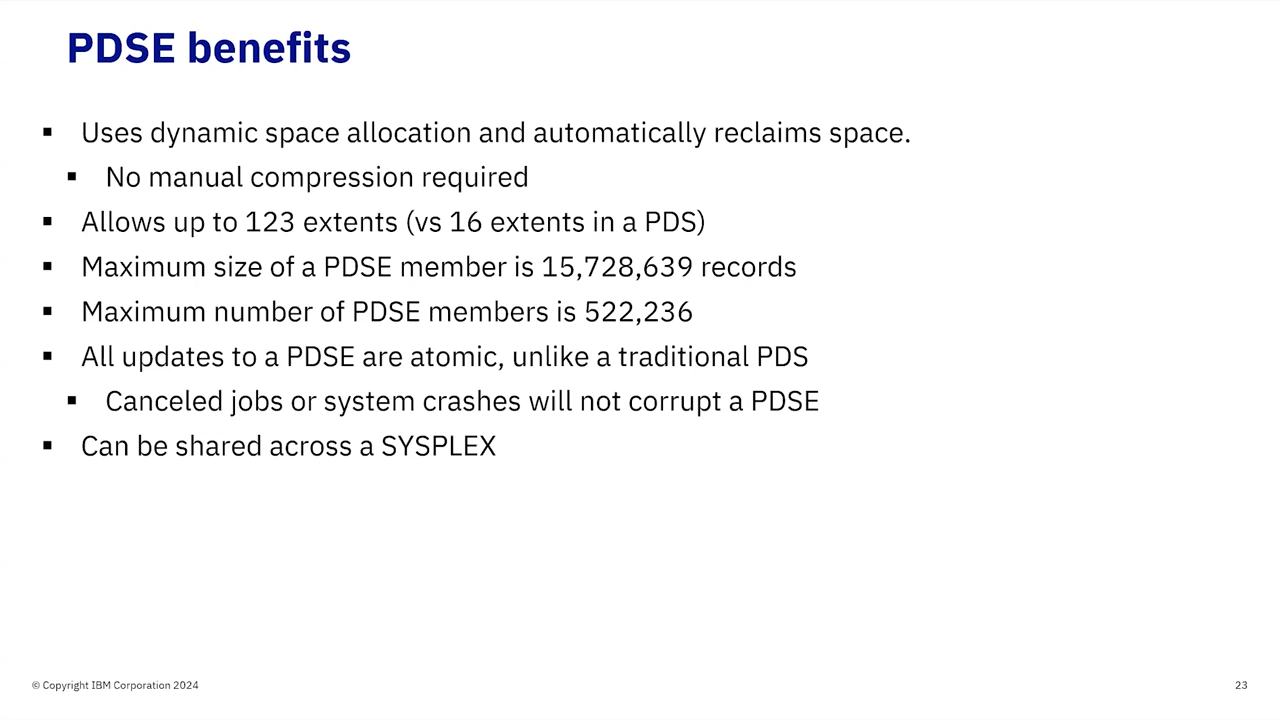 PDSE benefits
▪ Uses dynamic space allocation and automatically reclaims space.
▪ No manual compression required
▪ Allows up to 123 extents (vs 16 extents in a PDS)
▪ Maximum size of a PDSE member is 15,728,639 records
▪ Maximum number of PDSE members is 522,236
▪ All updates to a PDSE are atomic, unlike a traditional PDS
▪ Canceled jobs or system crashes will not corrupt a PDSE
▪ Can be shared across a SYSPLEX
© Copyright IBM Corporation 2024
23